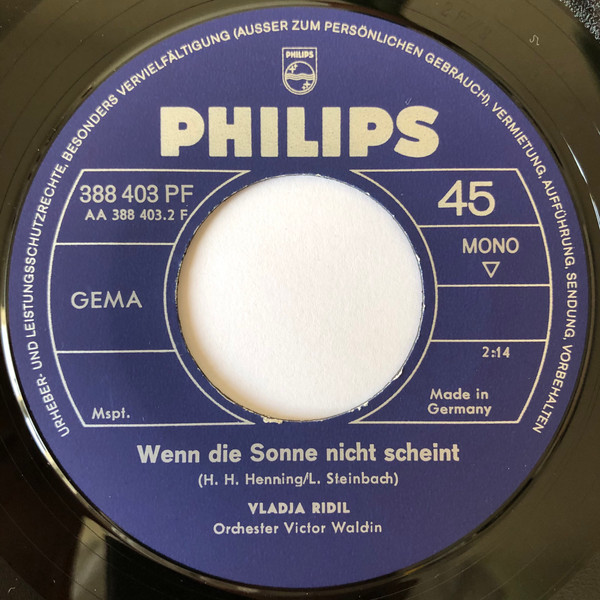 URHEBER- UND LEISTUNGSSCHUTZRECHTE, BESONDERS VERVIELFÄLTIGUNG (AUSSER ZUM PERSÖNLICHEN GEBRAUCH), VERMIETUNG, AUFFÜHRUNG, SENDUNG, VORBEHALTEN
PHILIPS
PHILIPS
388 403 PF
AA 388 403.2 F
45
MONO
GEMA
2:14
Mspt.
Made in
Germany
Wenn die Sonne nicht scheint
(H. H. Henning/L. Steinbach)
VLADJA RIDIL
Orchester Victor Waldin